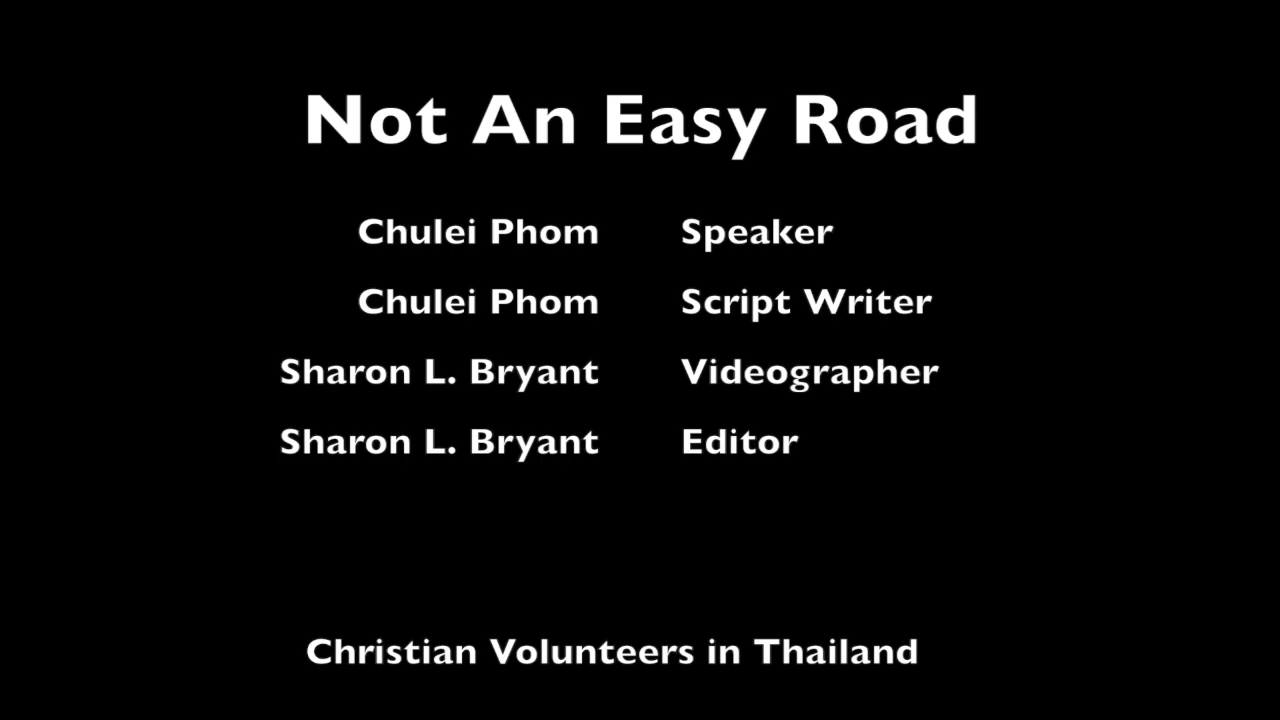 Not An Easy Road
Chulei Phom Speaker
Chulei Phom Script Writer
Sharon L. Bryant Videographer
Sharon L. Bryant Editor
Christian Volunteers in Thailand